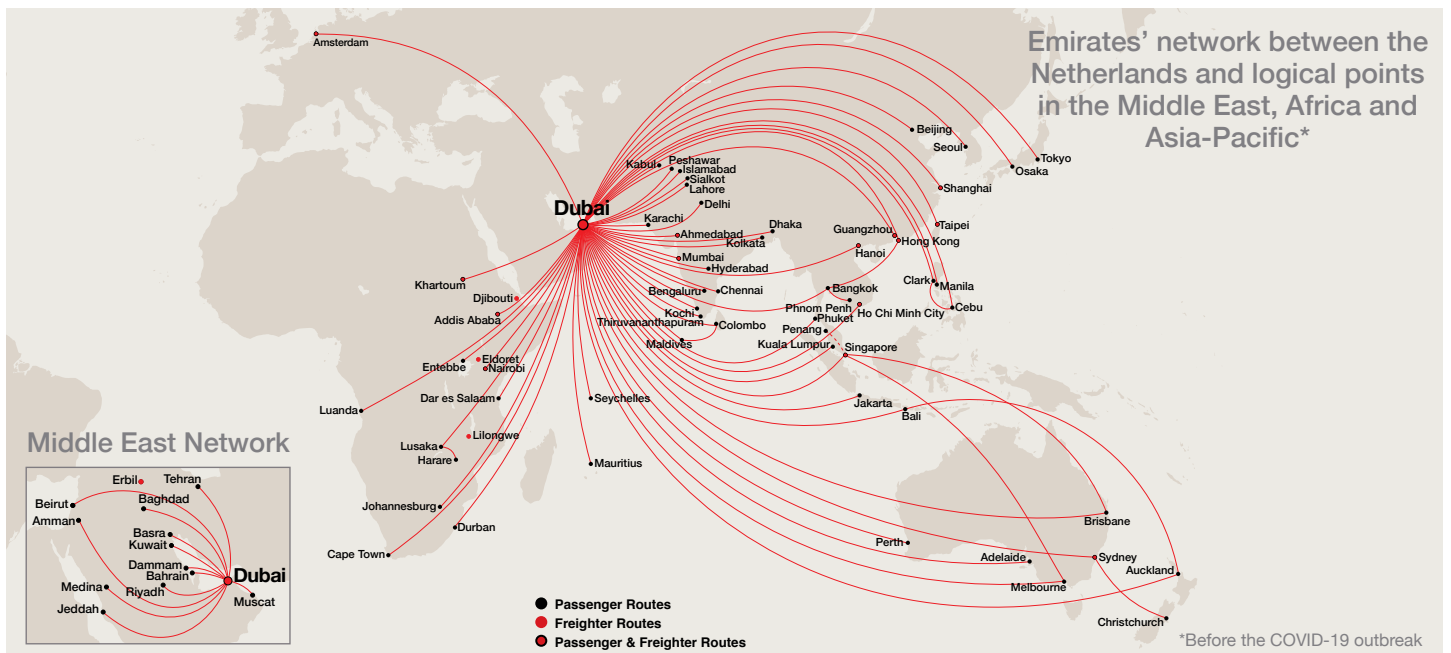 Emirates’ network between the
Netherlands and logical points
in the Middle East, Africa and
Asia-Pacific*
Amsterdam
Beijing
Seoul
Tokyo
Osaka
Kabul
Peshawar
Islamabad
Sialkot
Lahore
Shanghai
Delhi
Dubai
Karachi
Dhaka
Taipei
Ahmedabad
Guangzhou
Kolkata
Hong Kong
Hanoi
Mumbai
Hyderabad
Khartoum
Clark
Manila
Bengaluru
Chennai
Bangkok
Djibouti
Phnom Penh
Cebu
Kochi
Ho Chi Minh City
Addis Ababa
Thiruvananthapuram
Phuket
Colombo
Penang
Maldives
Kuala Lumpur
Singapore
Eldoret
Entebbe
Nairobi
Dar es Salaam
Seychelles
Jakarta
Luanda
Bali
Lilongwe
Lusaka
Harare
Mauritius
Johannesburg
Durban
Brisbane
Cape Town
Perth
Adelaide
Sydney
Auckland
Melbourne
Christchurch
Middle East Network
Erbil
Tehran
Beirut
Baghdad
Amman
Basra
Kuwait
Dammam
Bahrain
Dubai
Medina
Riyadh
Muscat
Jeddah
Passenger Routes
Freighter Routes
Passenger & Freighter Routes
*Before the COVID-19 outbreak